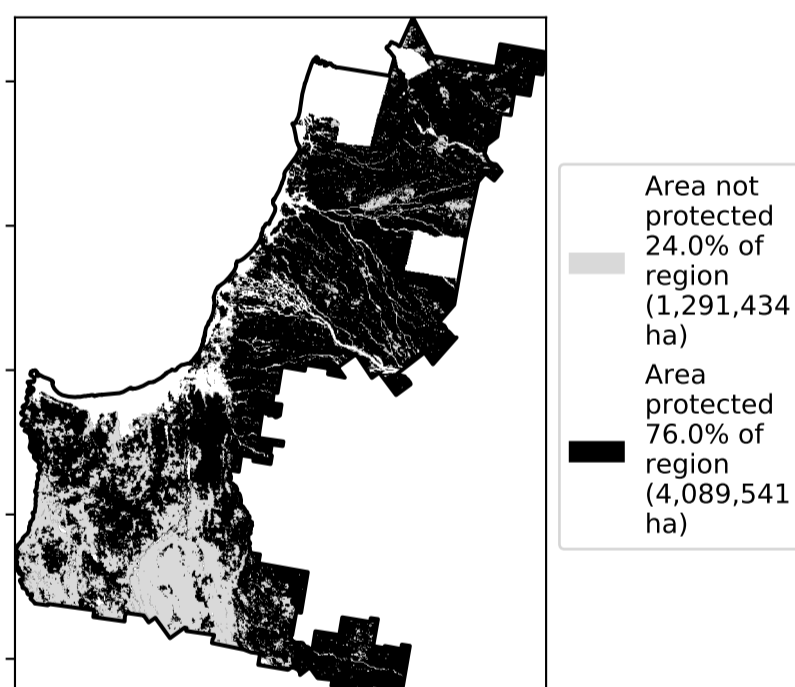 Area not
protected
24.0% of
region
(1,291,434
ha)
Area
protected
76.0% of
region
(4,089,541
ha)